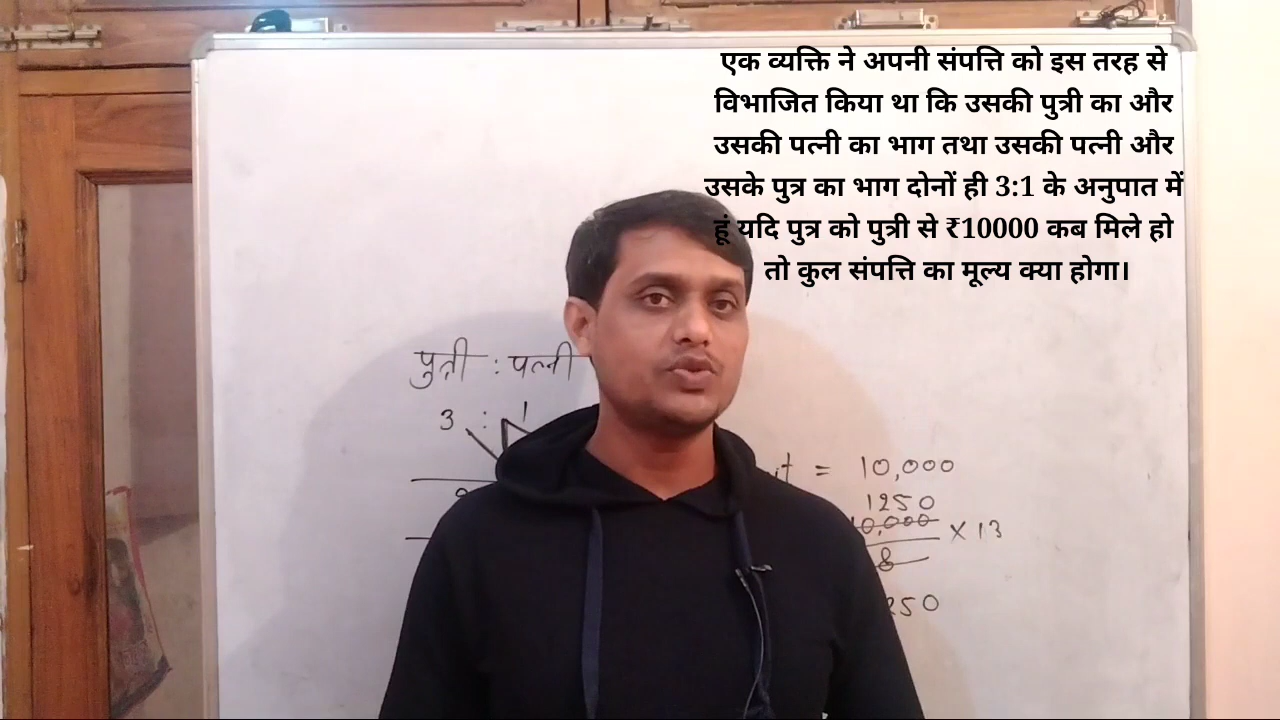 एक व्यक्ति ने अपनी संपत्ति को इस तरह से
विभाजित किया था कि उसकी पुत्री का और
उसकी पत्नी का भाग तथा उसकी पत्नी और
उसके पुत्र का भाग दोनों ही 3:1 के अनुपात में
हूं यदि पुत्र को पुत्री से ₹10000 कब मिले हो
तो कुल संपत्ति का मूल्य क्या होगा।
पुत्री : पत्नी
3 : 1
= 10,000
1250
10,000 × 13
8
250